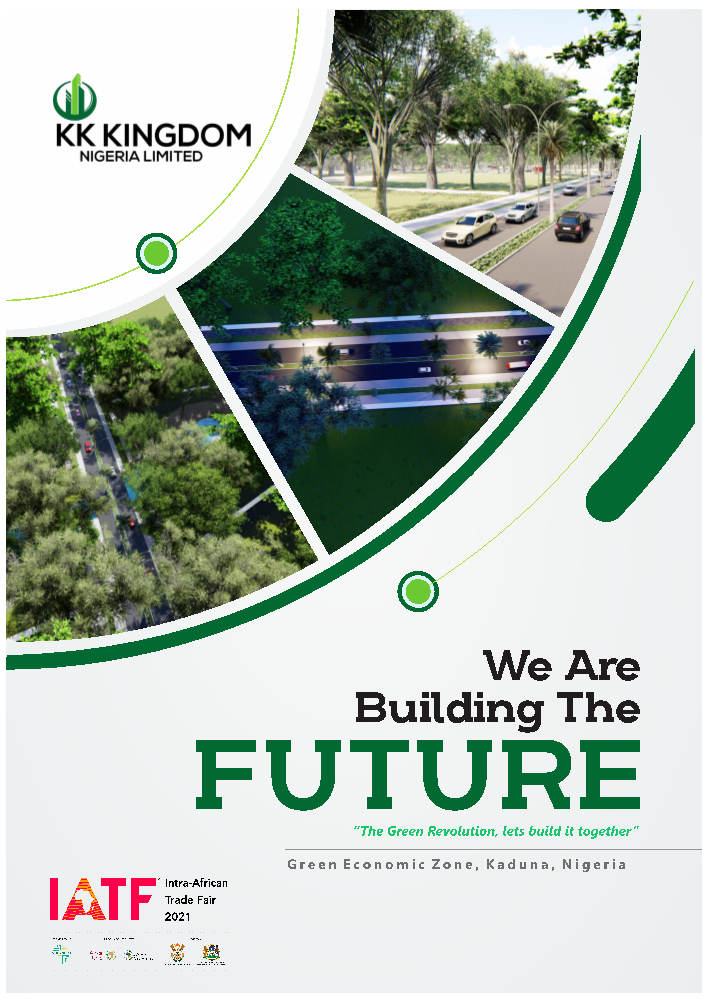 KK KINGDOM
NIGERIA LIMITED
We Are
Building The
FUTURE
"The Green Revolution, lets build it together"
Green Economic Zone, Kaduna, Nigeria
IATF
Intra-African
Trade Fair
2021